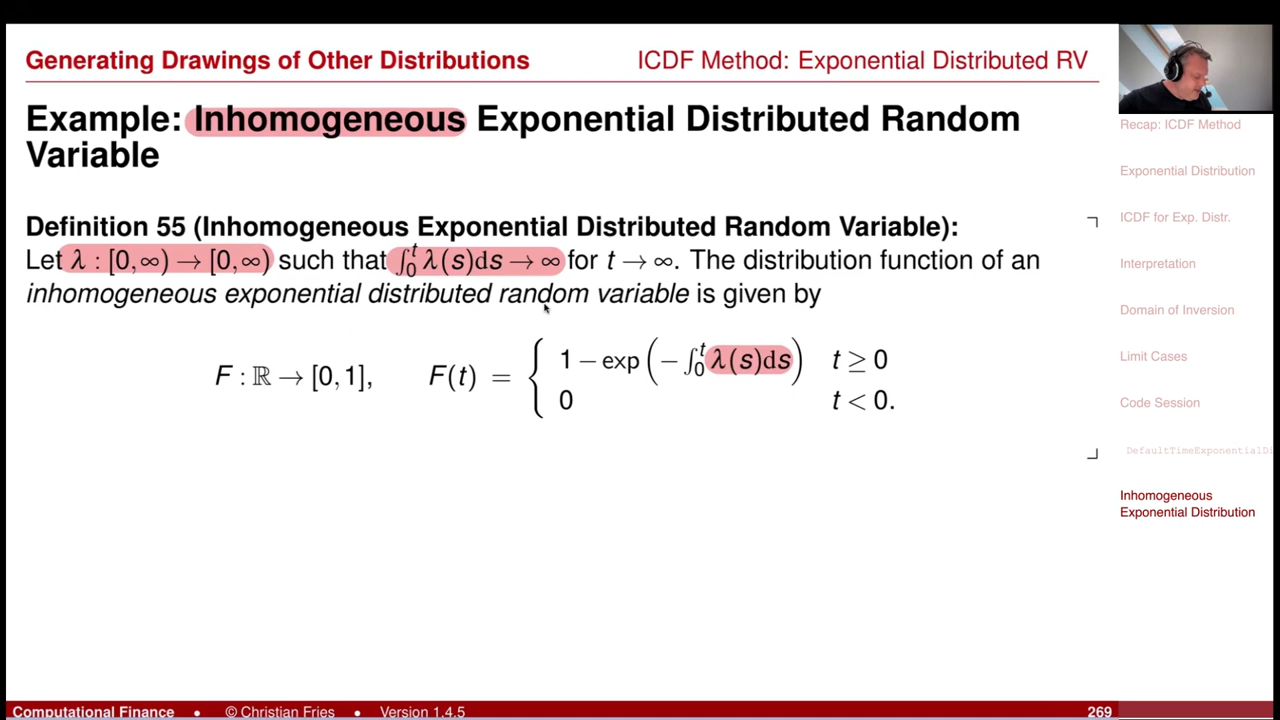 Generating Drawings of Other Distributions
ICDF Method: Exponential Distributed RV
Example: Inhomogeneous Exponential Distributed Random
Variable
Definition 55 (Inhomogeneous Exponential Distributed Random Variable):
Let λ : [0,∞) → [0,∞) such that ∫₀ᵗ λ(s)ds → ∞ for t → ∞. The distribution function of an
inhomogeneous exponential distributed random variable is given by
F : ℝ → [0,1], F(t) = { 1 − exp(−∫₀ᵗ λ(s)ds) t ≥ 0
0 t < 0.
Recap: ICDF Method
Exponential Distribution
ICDF for Exp. Distr.
Interpretation
Domain of Inversion
Limit Cases
Code Session
DefaultTimeExponentialDi
Inhomogeneous
Exponential Distribution
Computational Finance • © Christian Fries • Version 1.4.5
269